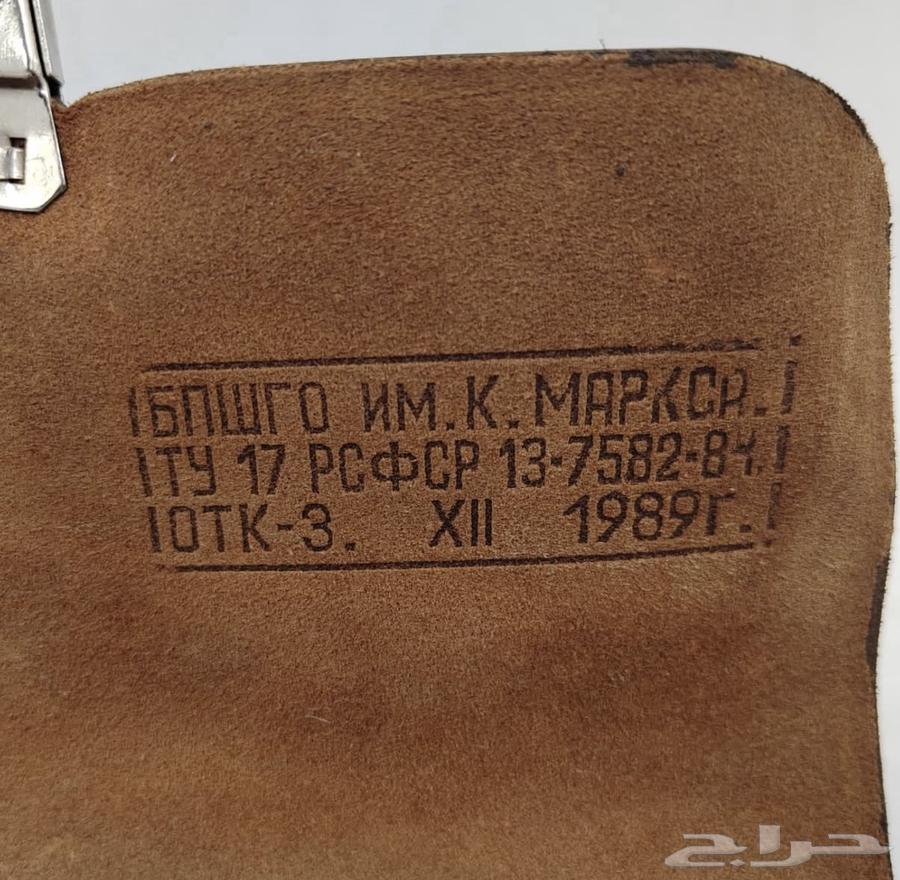 БПШГО ИМ. К. МАРКСА.
ТУ 17 РСФСР 13-7582-84.
ОТК-3. XII 1989г.
حراج